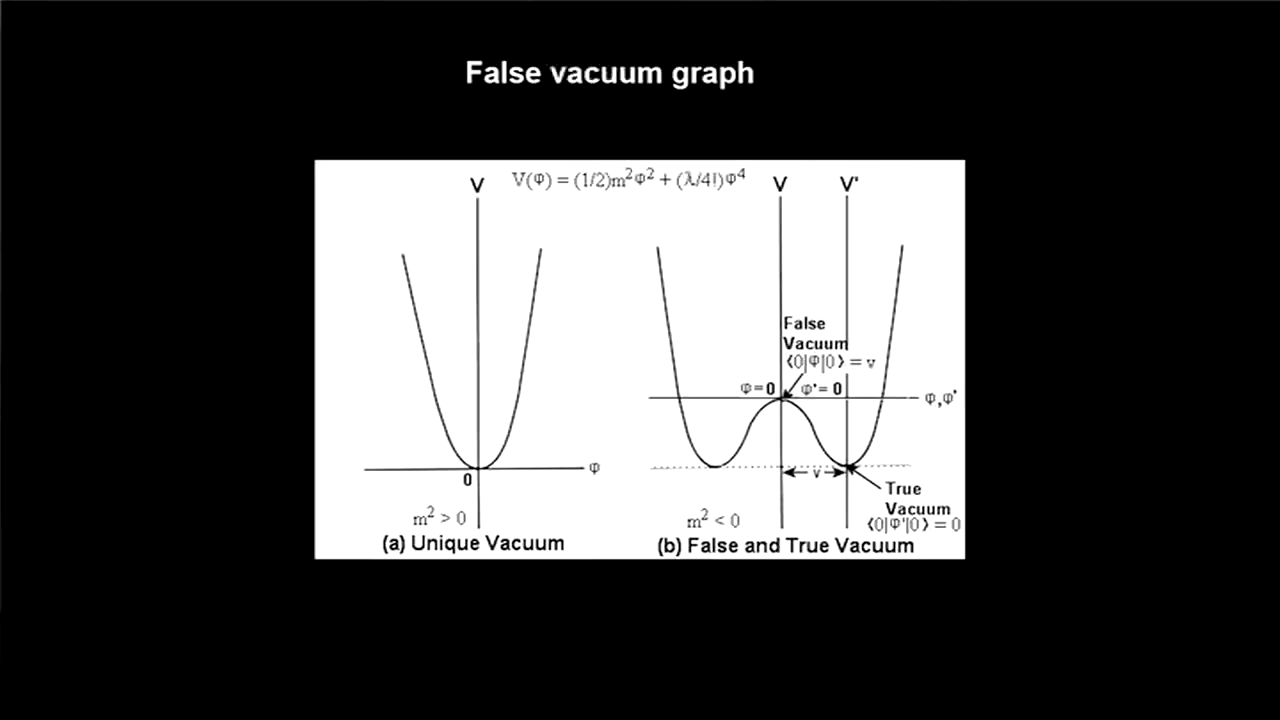 False vacuum graph
V(φ) = (1/2)m²φ² + (λ/4!)φ⁴
V
0
φ
m² > 0
(a) Unique Vacuum
V
V'
False
Vacuum
⟨0|φ|0⟩ = v
φ=0
φ'= 0
φ,φ'
v
True
Vacuum
⟨0|φ'|0⟩ = 0
m² < 0
(b) False and True Vacuum